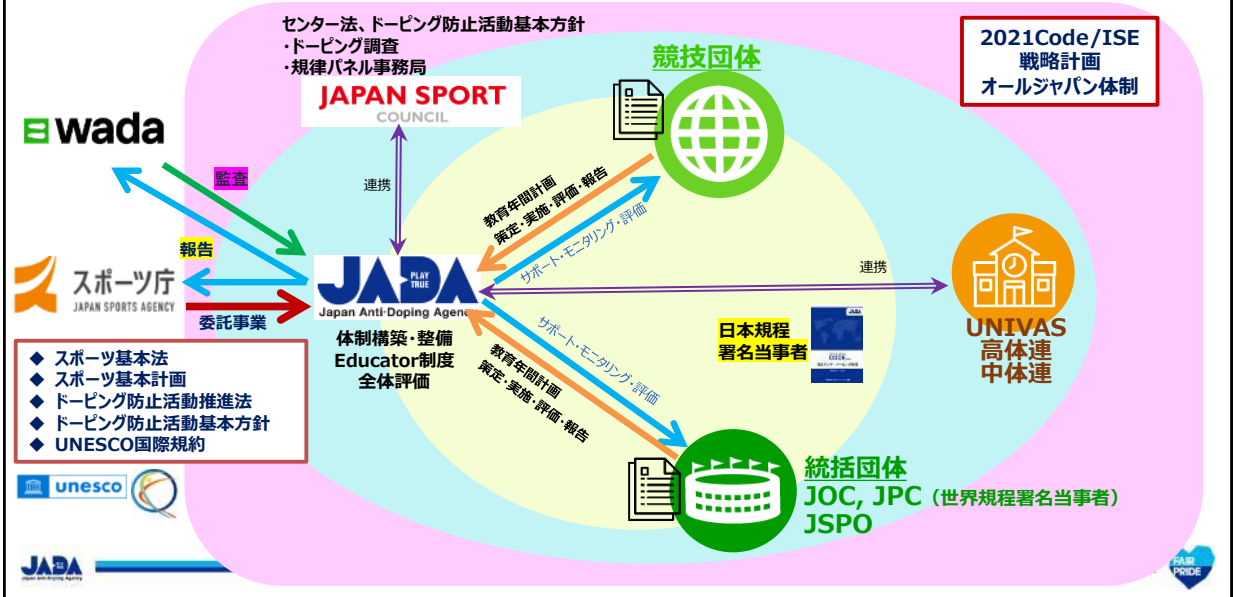 センター法、ドーピング防止活動基本方針
・ドーピング調査
・規律パネル事務局
JAPAN SPORT
COUNCIL
競技団体
2021Code/ISE
戦略計画
オールジャパン体制
wada
監査
連携
教育年間計画
策定・実施・評価・報告
サポート・モニタリング・評価
報告
スポーツ庁
JAPAN SPORTS AGENCY
委託事業
JADA
PLAY
TRUE
Japan Anti-Doping Agency
体制構築・整備
Educator制度
全体評価
連携
UNIVAS
高体連
中体連
日本規程
署名当事者
JADA
サポート・モニタリング・評価
教育年間計画
策定・実施・評価・報告
◆ スポーツ基本法
◆ スポーツ基本計画
◆ ドーピング防止活動推進法
◆ ドーピング防止活動基本方針
◆ UNESCO国際規約
unesco
統括団体
JOC, JPC（世界規程署名当事者）
JSPO
JADA
Japan Anti-Doping Agency
FAIR
PRIDE